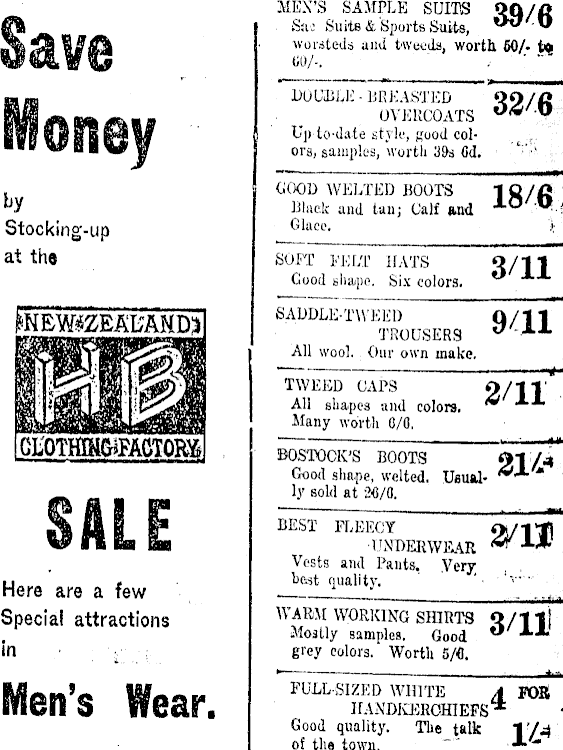 Save
Money
by
Stocking-up
at the
NEW ZEALAND
HB
CLOTHING FACTORY
SALE
Here are a few
Special attractions
in
Men's Wear.
MEN'S SAMPLE SUITS 39/6
Sac Suits & Sports Suits,
worsteds and tweeds, worth 50/- to
60/-.
DOUBLE-BREASTED
OVERCOATS 32/6
Up-to-date style, good col-
ors, samples, worth 39s 6d.
GOOD WELTED BOOTS 18/6
Black and tan; Calf and
Glace.
SOFT FELT HATS 3/11
Good shape. Six colors.
SADDLE-TWEED
TROUSERS 9/11
All wool. Our own make.
TWEED CAPS 2/11
All shapes and colors.
Many worth 6/6.
BOSTOCK'S BOOTS 21/-
Good shape, welted. Usual-
ly sold at 26/6.
BEST FLEECY
UNDERWEAR 2/11
Vests and Pants. Very
best quality.
WARM WORKING SHIRTS 3/11
Mostly samples. Good
grey colors. Worth 5/6.
FULL-SIZED WHITE
HANDKERCHIEFS 4 FOR
Good quality. The talk 1/-
of the town.